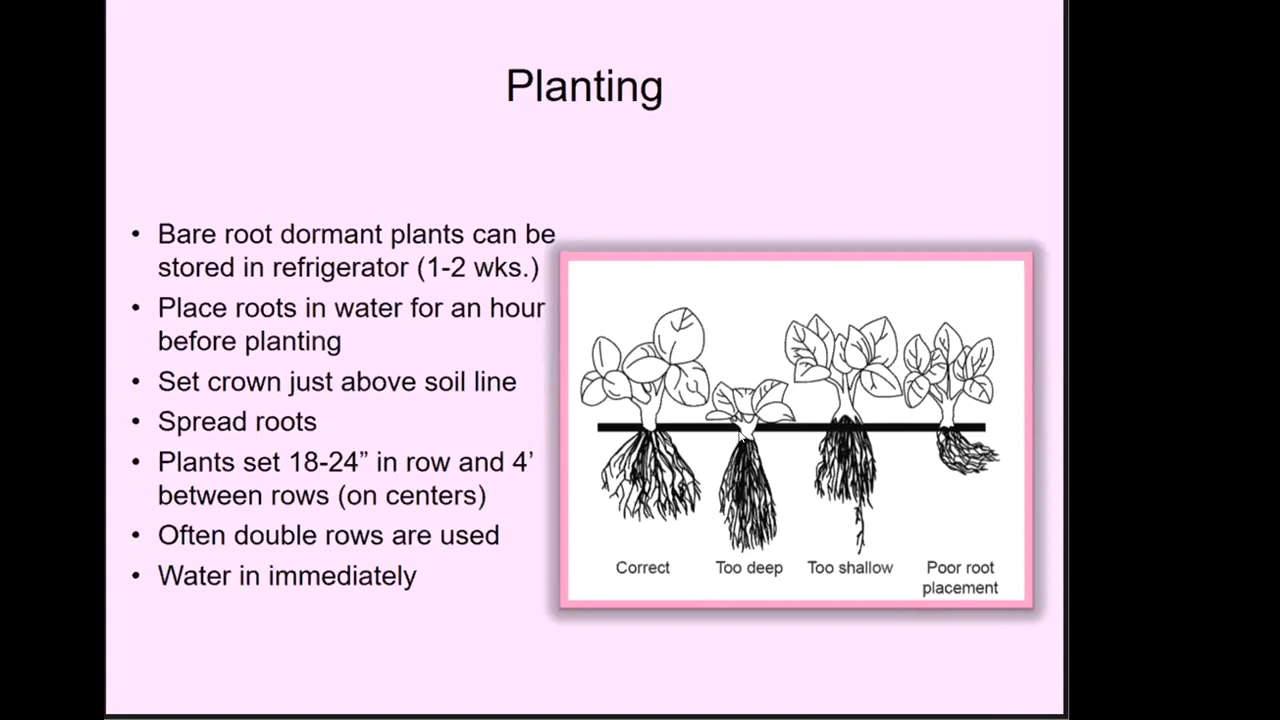 Planting
• Bare root dormant plants can be
stored in refrigerator (1-2 wks.)
• Place roots in water for an hour
before planting
• Set crown just above soil line
• Spread roots
• Plants set 18-24” in row and 4’
between rows (on centers)
• Often double rows are used
• Water in immediately
Correct
Too deep
Too shallow
Poor root
placement